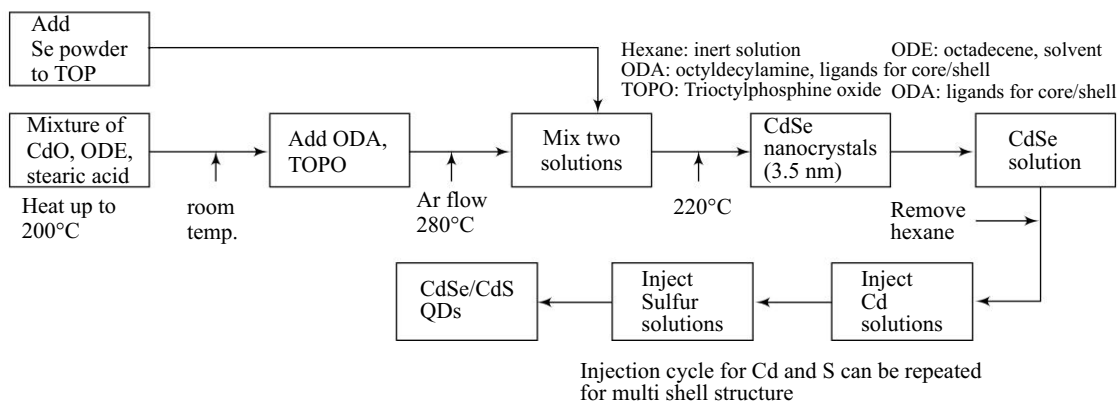 Add
Se powder
to TOP
Hexane: inert solution
ODE: octadecene, solvent
ODA: octyldecylamine, ligands for core/shell
TOPO: Trioctylphosphine oxide
ODA: ligands for core/shell
Mixture of
CdO, ODE,
stearic acid
Heat up to
200°C
room
temp.
Add ODA,
TOPO
Ar flow
280°C
Mix two
solutions
220°C
CdSe
nanocrystals
(3.5 nm)
CdSe
solution
Remove
hexane
Inject
Cd
solutions
Inject
Sulfur
solutions
CdSe/CdS
QDs
Injection cycle for Cd and S can be repeated
for multi shell structure